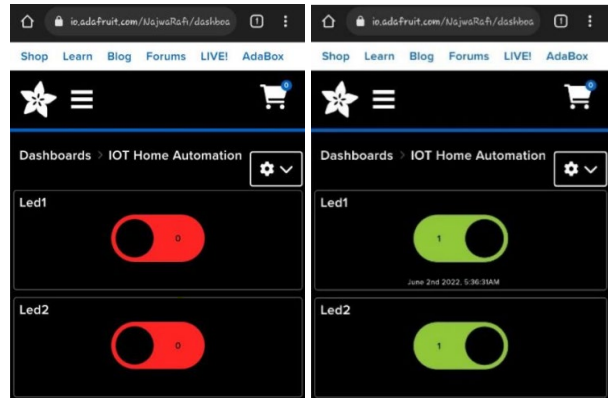 io.adafruit.com/NajwaRafi/dashboa
Shop Learn Blog Forums LIVE! AdaBox
0
Dashboards > IOT Home Automation
Led1
0
Led2
0
io.adafruit.com/NajwaRafi/dashboa
Shop Learn Blog Forums LIVE! AdaBox
0
Dashboards > IOT Home Automation
Led1
1
June 2nd 2022, 5:36:31AM
Led2
1